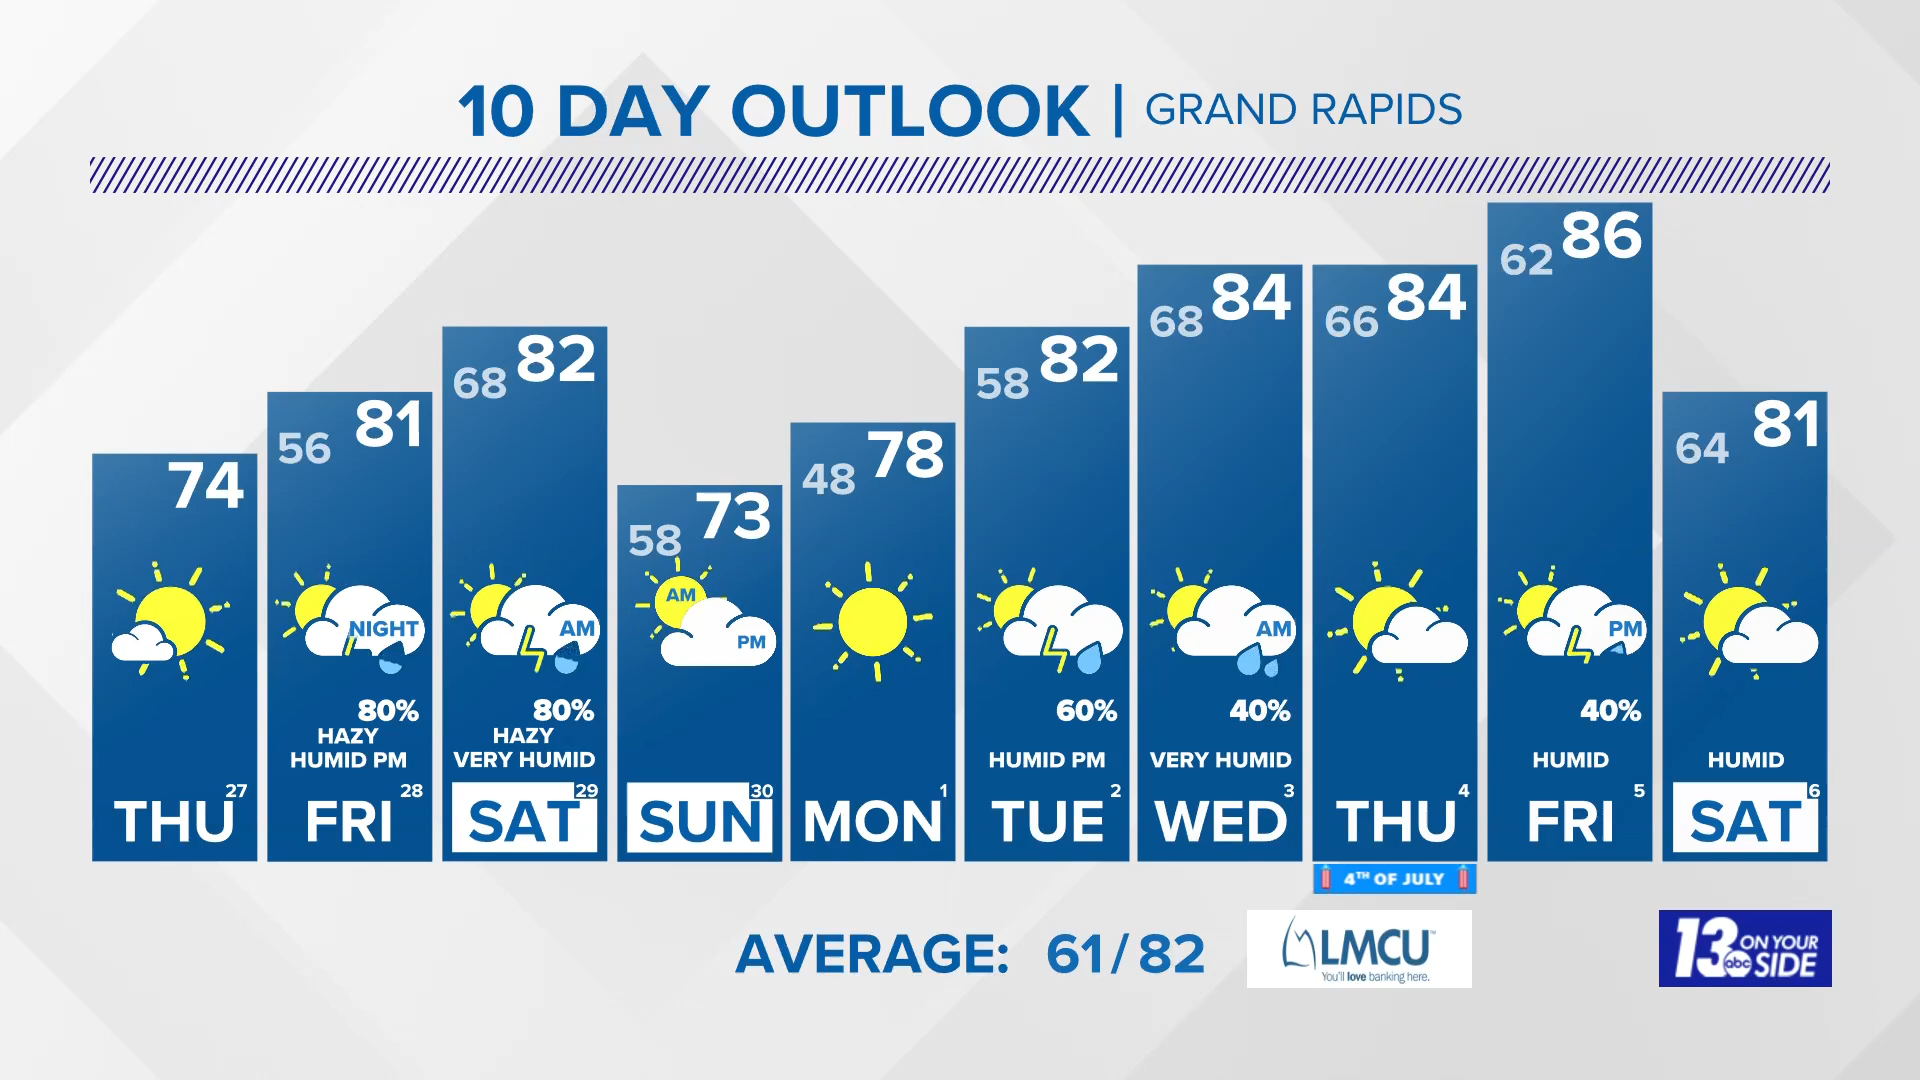 10 DAY OUTLOOK | GRAND RAPIDS
74
56 81
NIGHT
80%
HAZY
HUMID PM
68 82
AM
80%
HAZY
VERY HUMID
58 73
AM
PM
48 78
58 82
60%
HUMID PM
68 84
AM
40%
VERY HUMID
66 84
62 86
PM
40%
HUMID
64 81
HUMID
THU 27
FRI 28
SAT 29
SUN 30
MON 1
TUE 2
WED 3
THU 4
FRI 5
SAT 6
4TH OF JULY
AVERAGE: 61/82
LMCU™
You'll love banking here.
13 ON YOUR
abc SIDE